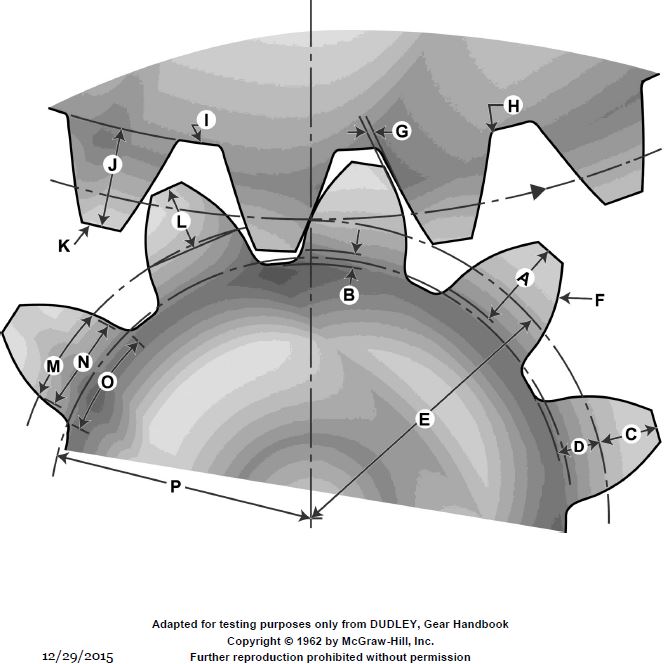 H
I
G
J
L
K
A
B
F
M
N
O
E
C
D
P
Adapted for testing purposes only from DUDLEY, Gear Handbook
Copyright © 1962 by McGraw-Hill, Inc.
12/29/2015 Further reproduction prohibited without permission